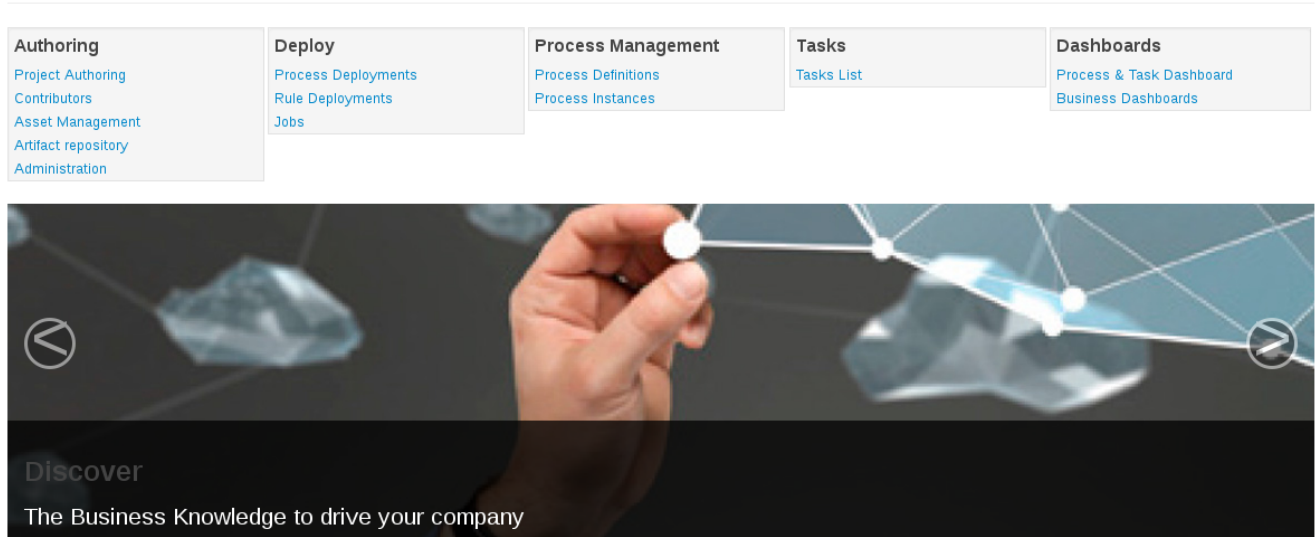 Authoring
Project Authoring
Contributors
Asset Management
Artifact repository
Administration
Deploy
Process Deployments
Rule Deployments
Jobs
Process Management
Process Definitions
Process Instances
Tasks
Tasks List
Dashboards
Process & Task Dashboard
Business Dashboards
Discover
The Business Knowledge to drive your company